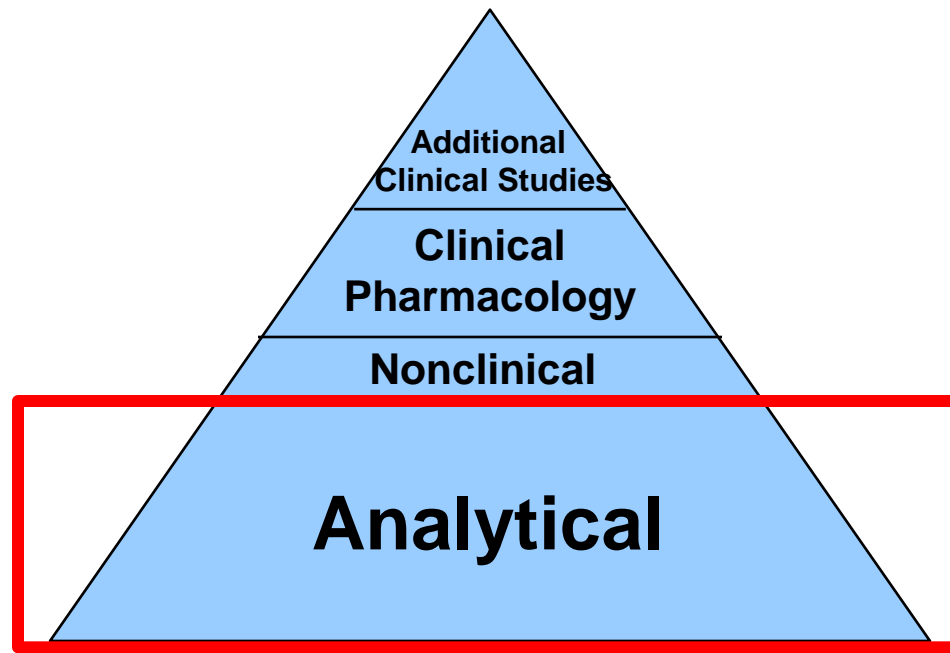 Additional
Clinical Studies
Clinical
Pharmacology
Nonclinical
Analytical